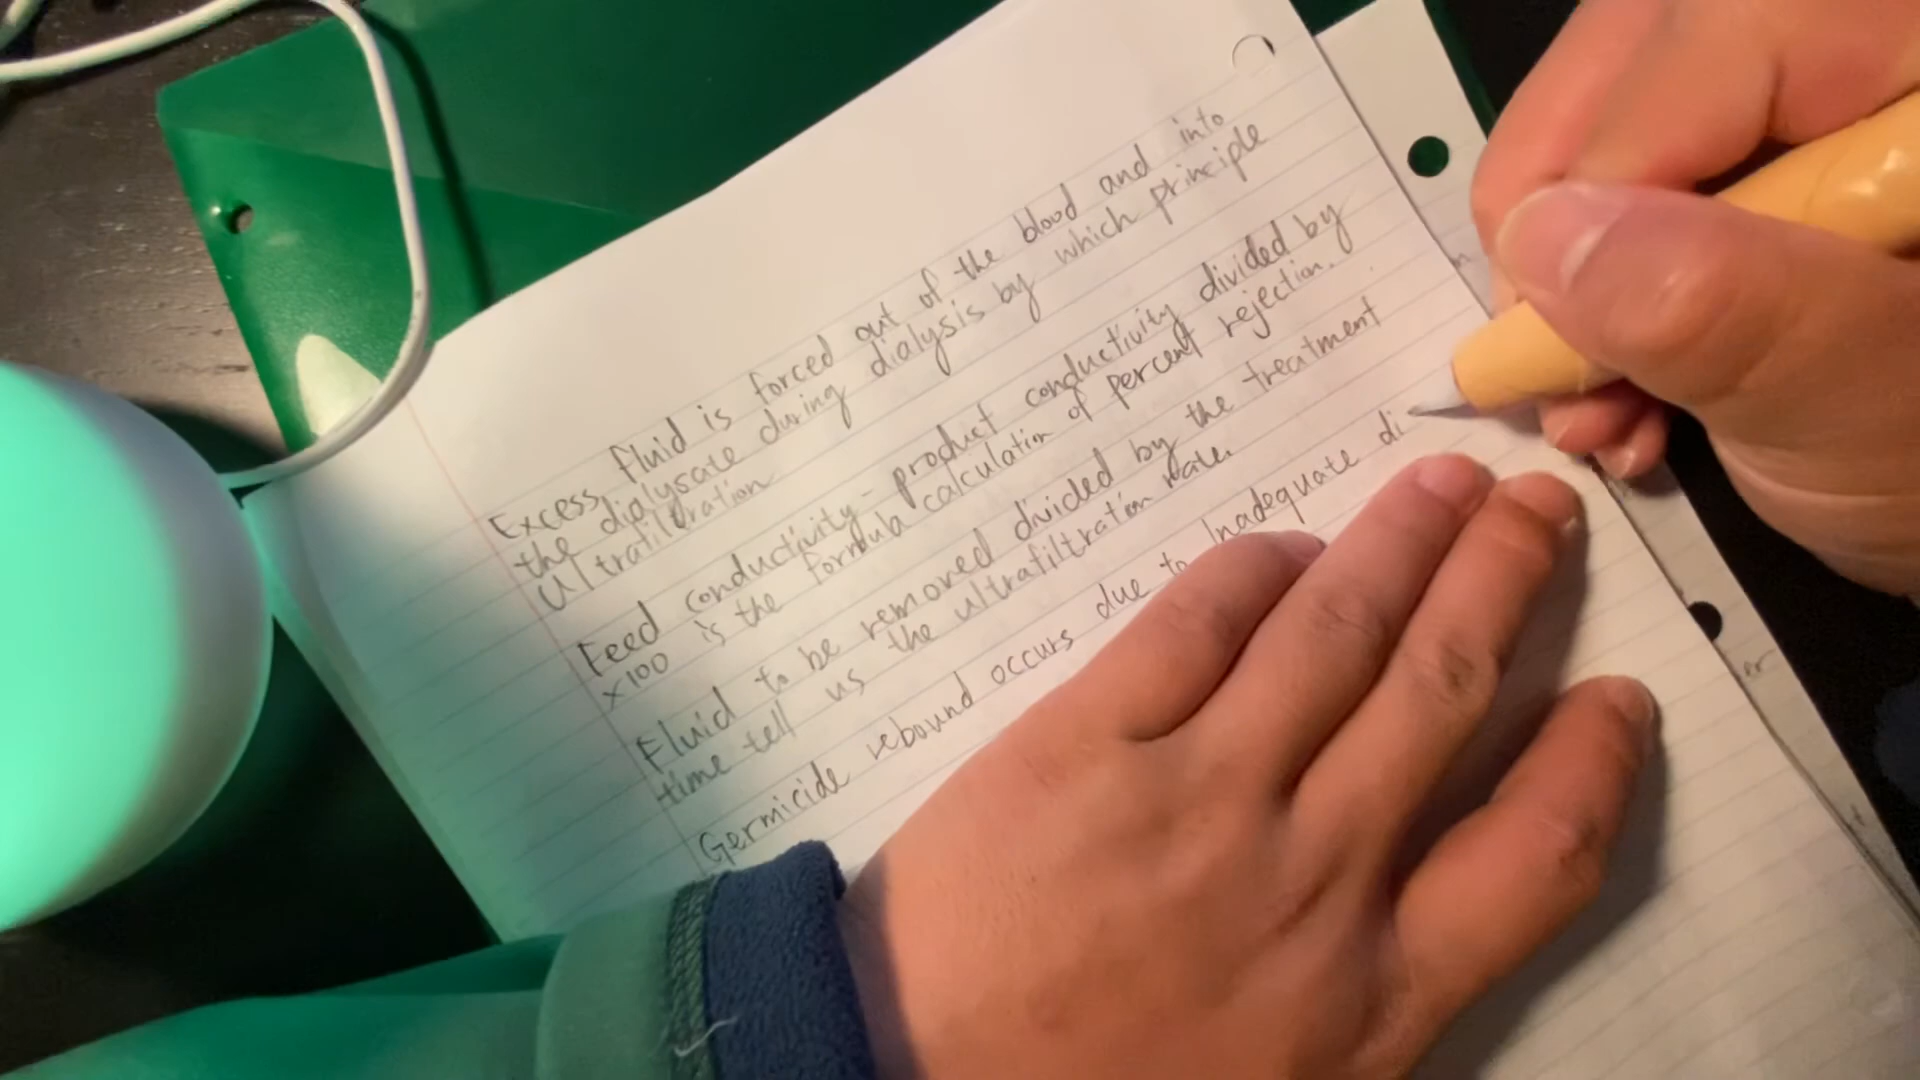 Excess fluid is forced out of the blood and into
the dialysate during dialysis by which principle
Ultrafiltration
Feed conductivity - product conductivity divided by
x100 is the formula calculation of percent rejection.
Fluid to be removed divided by the treatment
time tell us the ultrafiltration rate.
Germicide rebound occurs due to Inadequate di
er